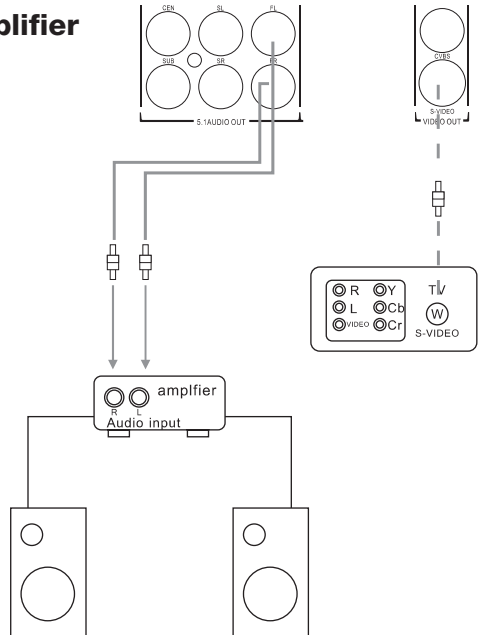 plifier
CEN SL FL
SUB SR FR
5.1AUDIO OUT
CVBS
S-VIDEO
VIDEO OUT
R Y
L Cb
VIDEO Cr
TV
W
S-VIDEO
amplfier
R L
Audio input